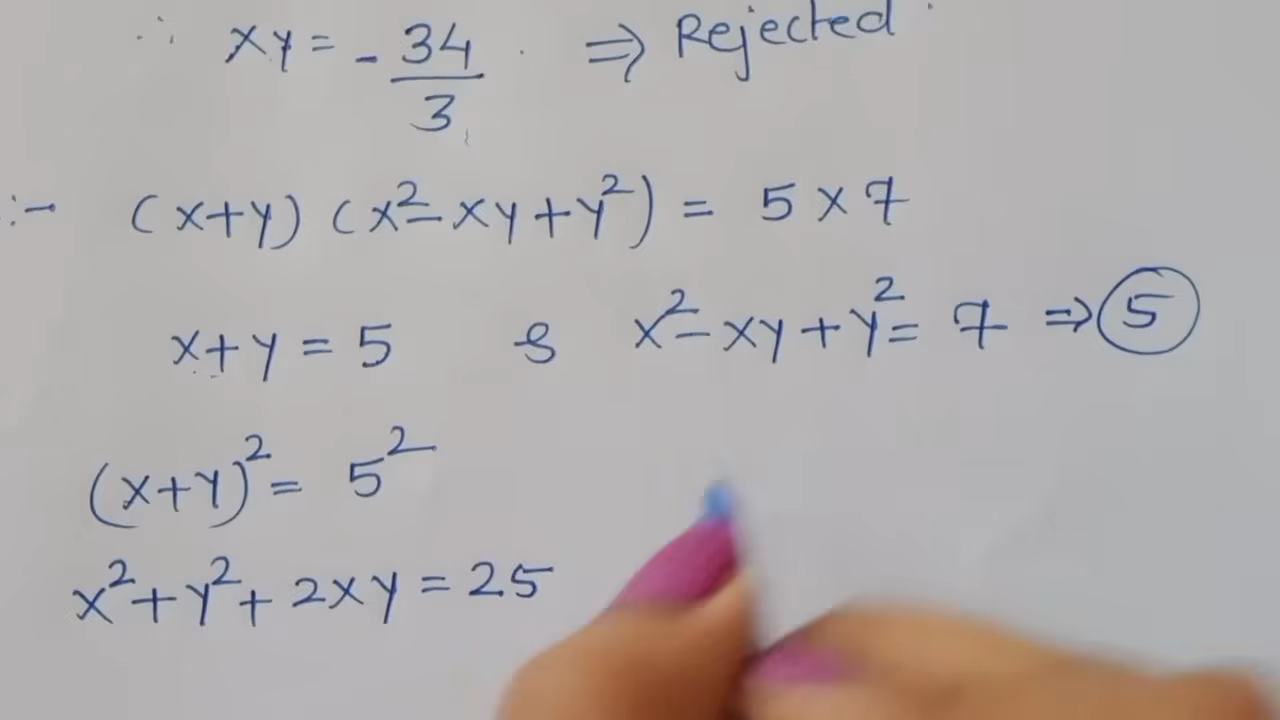 ∴ xy = -34/3 ⇒ Rejected
:- (x+y) (x²-xy+y²) = 5 × 7
x+y = 5 & x²-xy+y² = 7 ⇒ 5
(x+y)² = 5²
x²+y²+2xy = 25